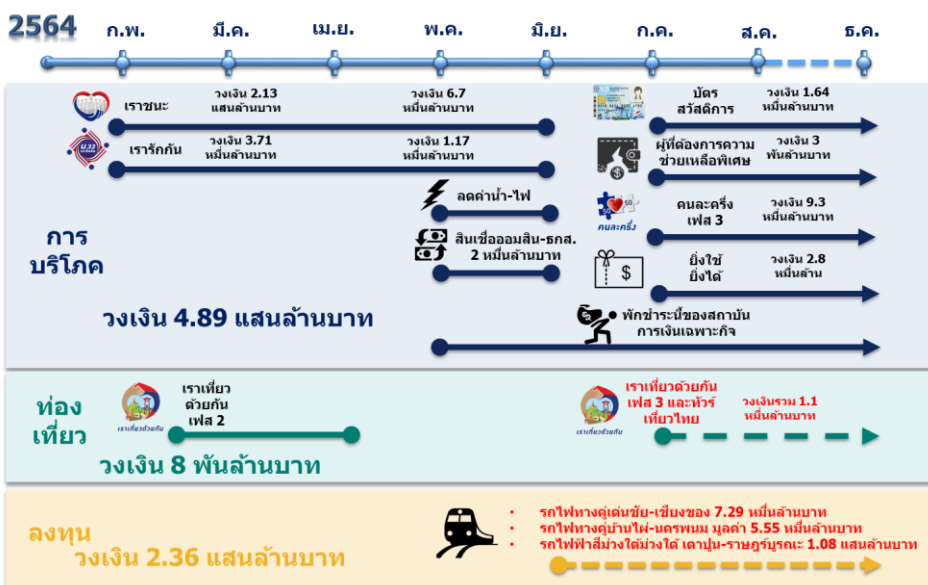 2564
ก.พ.
มี.ค.
เม.ย.
พ.ค.
มิ.ย.
ก.ค.
ส.ค.
ธ.ค.
การ
บริโภค
วงเงิน 4.89 แสนล้านบาท
เราชนะ
วงเงิน 2.13
แสนล้านบาท
วงเงิน 6.7
หมื่นล้านบาท
ม.33
เรารักกัน
วงเงิน 3.71
หมื่นล้านบาท
วงเงิน 1.17
หมื่นล้านบาท
ลดค่าน้ำ-ไฟ
สินเชื่อออมสิน-ธกส.
2 หมื่นล้านบาท
บัตร
สวัสดิการ
วงเงิน 1.64
หมื่นล้านบาท
ผู้ที่ต้องการความ
ช่วยเหลือพิเศษ
วงเงิน 3
พันล้านบาท
คนละครึ่ง
คนละครึ่ง
เฟส 3
วงเงิน 9.3
หมื่นล้านบาท
$
ยิ่งใช้
ยิ่งได้
วงเงิน 2.8
หมื่นล้าน
พักชำระนี้ของสถาบัน
การเงินเฉพาะกิจ
ท่อง
เที่ยว
วงเงิน 8 พันล้านบาท
เราเที่ยวด้วยกัน
เราเที่ยว
ด้วยกัน
เฟส 2
เราเที่ยวด้วยกัน
เราเที่ยวด้วยกัน
เฟส 3 และทัวร์
เที่ยวไทย
วงเงินรวม 1.1
หมื่นล้านบาท
ลงทุน
วงเงิน 2.36 แสนล้านบาท
• รถไฟทางคู่เด่นชัย-เชียงของ 7.29 หมื่นล้านบาท
• รถไฟทางคู่บ้านไผ่-นครพนม มูลค่า 5.55 หมื่นล้านบาท
• รถไฟฟ้าสีม่วงใต้ม่วงใต้ เตาปูน-ราษฎร์บูรณะ 1.08 แสนล้านบาท